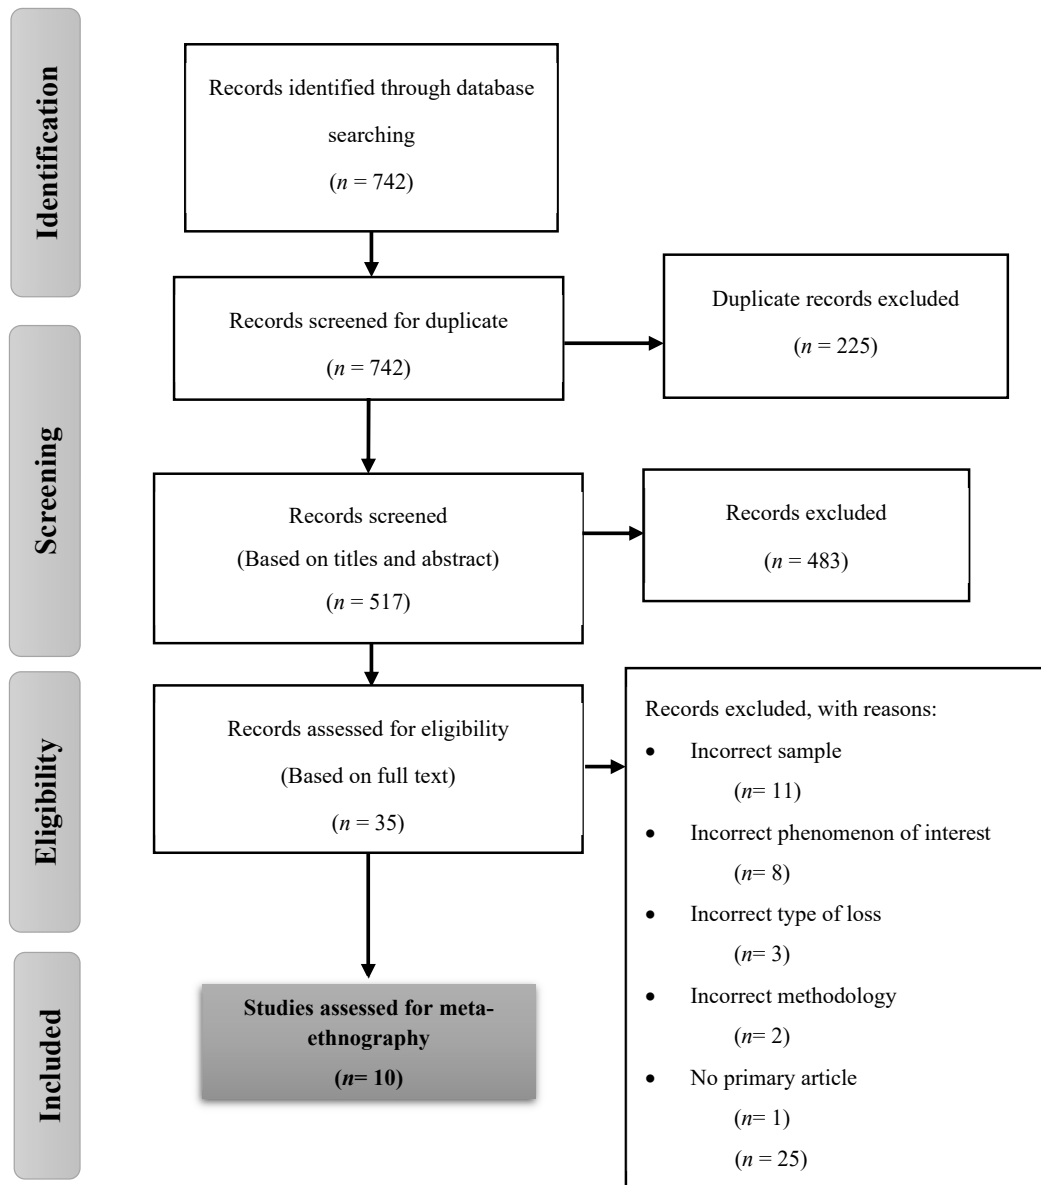 Identification
Records identified through database
searching
(n = 742)
Records screened for duplicate
(n = 742)
Duplicate records excluded
(n = 225)
Screening
Records screened
(Based on titles and abstract)
(n = 517)
Records excluded
(n = 483)
Eligibility
Records assessed for eligibility
(Based on full text)
(n = 35)
Records excluded, with reasons:
• Incorrect sample
(n= 11)
• Incorrect phenomenon of interest
(n= 8)
• Incorrect type of loss
(n= 3)
• Incorrect methodology
(n= 2)
• No primary article
(n= 1)
(n = 25)
Included
Studies assessed for meta-
ethnography
(n= 10)